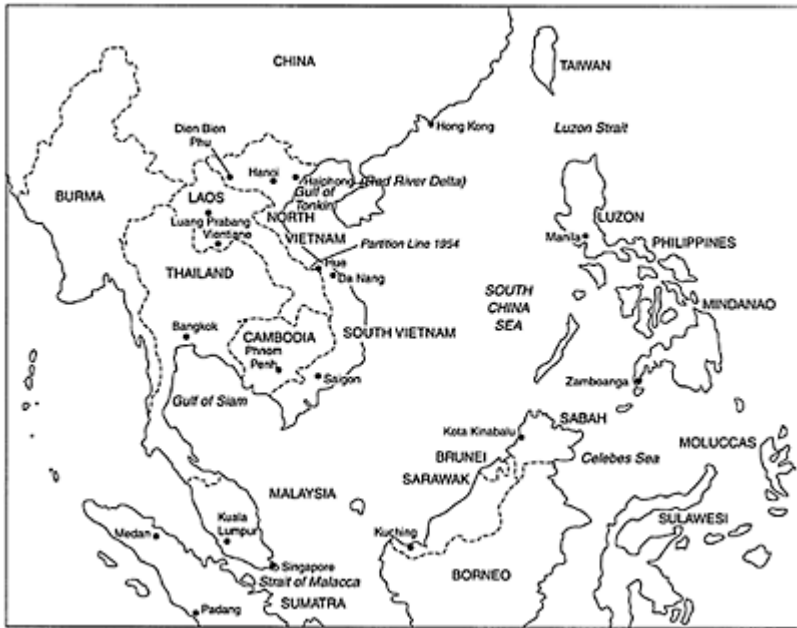 CHINA
TAIWAN
Hong Kong
Luzon Strait
Dien Bien
Phu
Hanoi
Haiphong
(Red River Delta)
Gulf of
Tonkin
BURMA
LAOS
Luang Prabang
Vientiane
NORTH
VIETNAM
Partition Line 1954
LUZON
Manila
PHILIPPINES
Hue
Da Nang
THAILAND
SOUTH
CHINA
SEA
MINDANAO
Bangkok
CAMBODIA
Phnom
Penh
SOUTH VIETNAM
Saigon
Zamboanga
Gulf of Siam
SABAH
Kota Kinabalu
MOLUCCAS
BRUNEI
Celebes Sea
SARAWAK
MALAYSIA
Kuala
Lumpur
Medan
Kuching
SULAWESI
Singapore
BORNEO
Strait of Malacca
SUMATRA
Padang